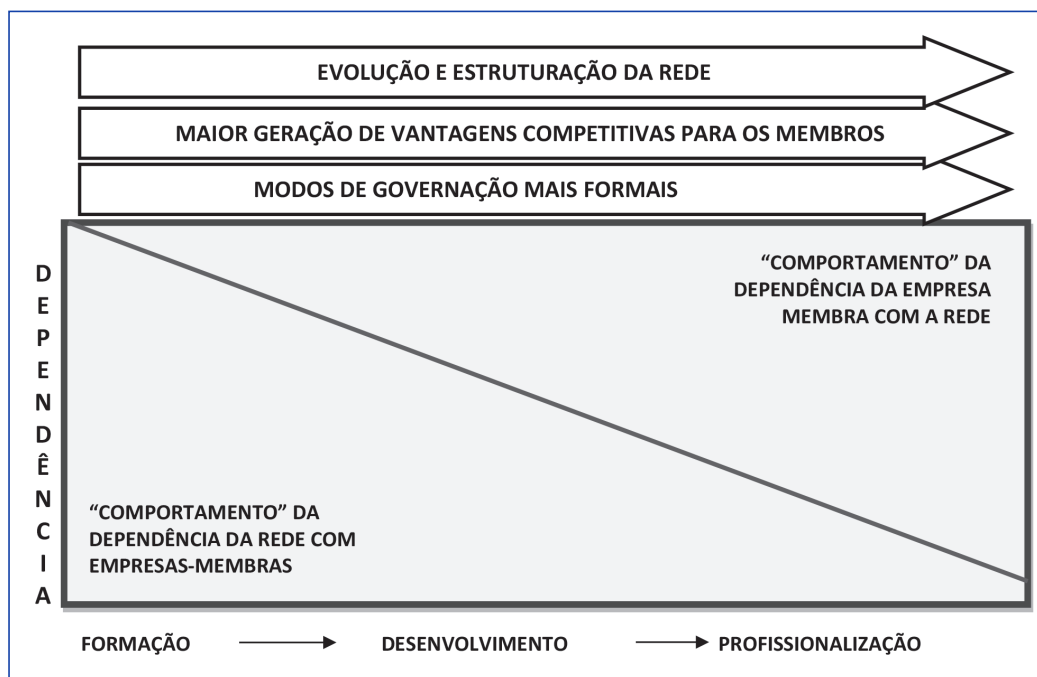 EVOLUÇÃO E ESTRUTURAÇÃO DA REDE
MAIOR GERAÇÃO DE VANTAGENS COMPETITIVAS PARA OS MEMBROS
MODOS DE GOVERNAÇÃO MAIS FORMAIS
DEPENDÊNCIA
“COMPORTAMENTO” DA
DEPENDÊNCIA DA EMPRESA
MEMBRA COM A REDE
“COMPORTAMENTO” DA
DEPENDÊNCIA DA REDE COM
EMPRESAS-MEMBRAS
FORMAÇÃO DESENVOLVIMENTO PROFISSIONALIZAÇÃO